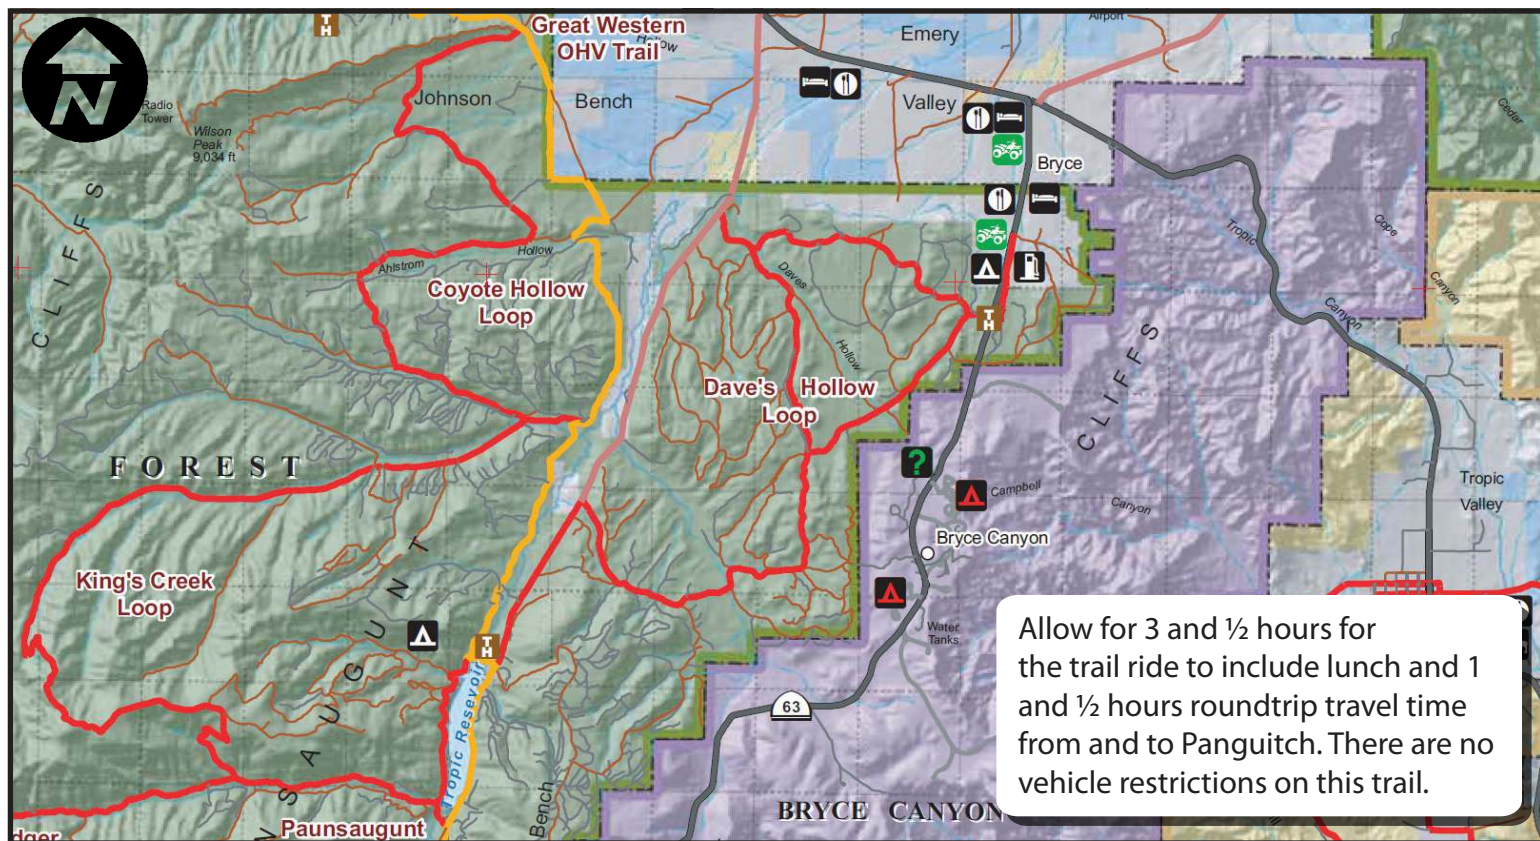 N
T
H
Great Western
OHV Trail
Hollow
Airport
Emery
Valley
Johnson
Bench
Radio
Tower
Wilson
Peak
9,034 ft
Bryce
Cedar
CLIFFS
Tropic
Cope
Canyon
Canyon
Ahlstrom
Hollow
Coyote Hollow
Loop
Daves
Hollow
T
H
Dave's Hollow
Loop
CLIFFS
FOREST
?
Campbell
Canyon
Bryce Canyon
Tropic
Valley
King's Creek
Loop
UNT
SAUG
T
H
Water
Tanks
Tropic Reservoir
63
Bench
Paunsaugunt
BRYCE CANYON
Allow for 3 and ½ hours for
the trail ride to include lunch and 1
and ½ hours roundtrip travel time
from and to Panguitch. There are no
vehicle restrictions on this trail.